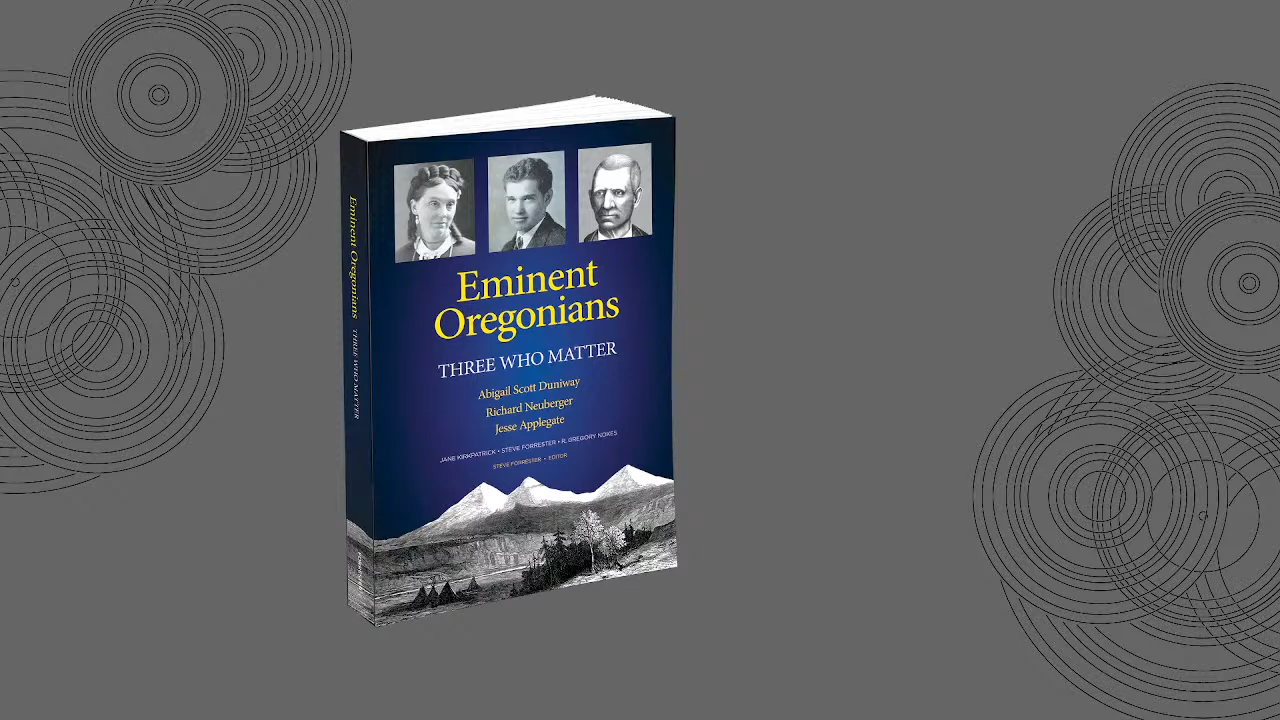 Eminent
Oregonians
THREE WHO MATTER
Abigail Scott Duniway
Richard Neuberger
Jesse Applegate
JANE KIRKPATRICK • STEVE FORRESTER • R. GREGORY NOKES
STEVE FORRESTER • EDITOR
Eminent Oregonians THREE WHO MATTER